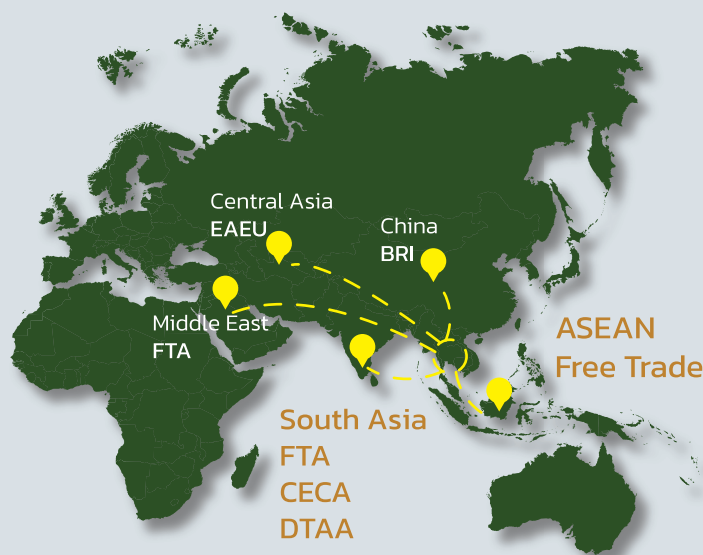 Central Asia
EAEU
China
BRI
Middle East
FTA
ASEAN
Free Trade
South Asia
FTA
CECA
DTAA